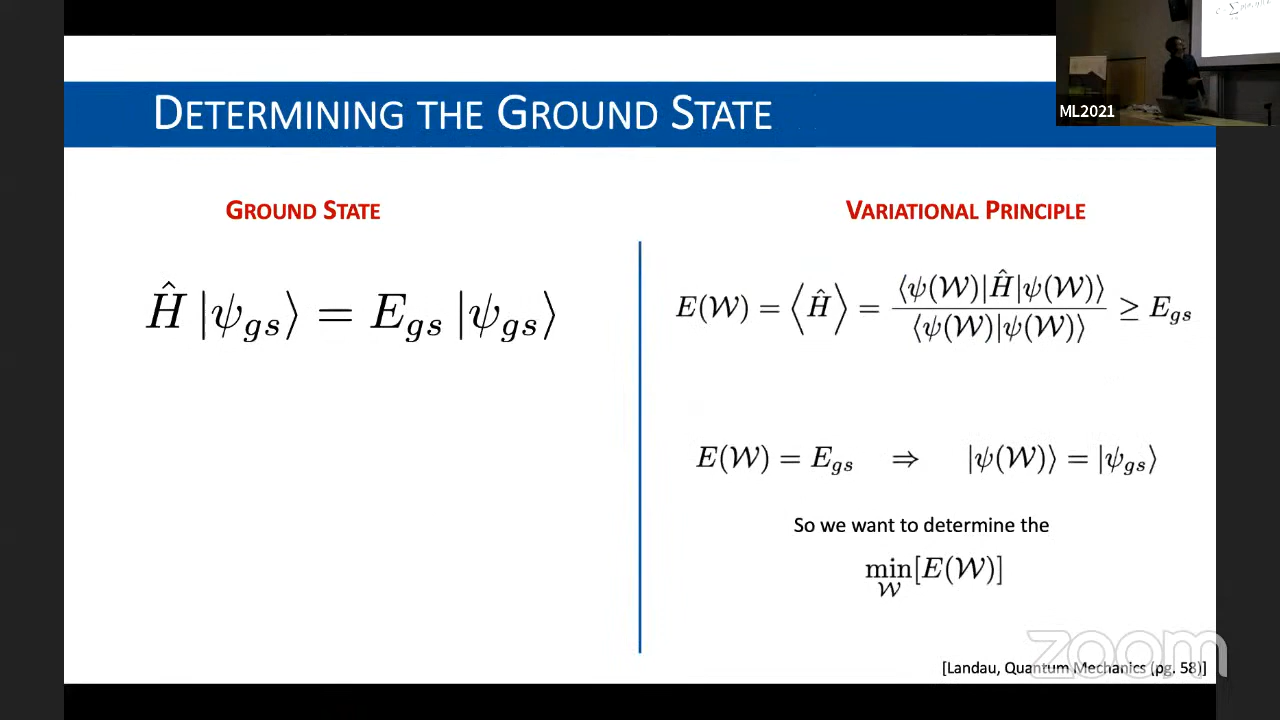 DETERMINING THE GROUND STATE
ML2021
GROUND STATE
Ĥ |ψ_gs⟩ = E_gs |ψ_gs⟩
VARIATIONAL PRINCIPLE
E(𝒲) = ⟨Ĥ⟩ = ⟨ψ(𝒲)|Ĥ|ψ(𝒲)⟩ / ⟨ψ(𝒲)|ψ(𝒲)⟩ ≥ E_gs
E(𝒲) = E_gs ⇒ |ψ(𝒲)⟩ = |ψ_gs⟩
So we want to determine the
min_𝒲 [E(𝒲)]
zoom
[Landau, Quantum Mechanics (pg. 58)]